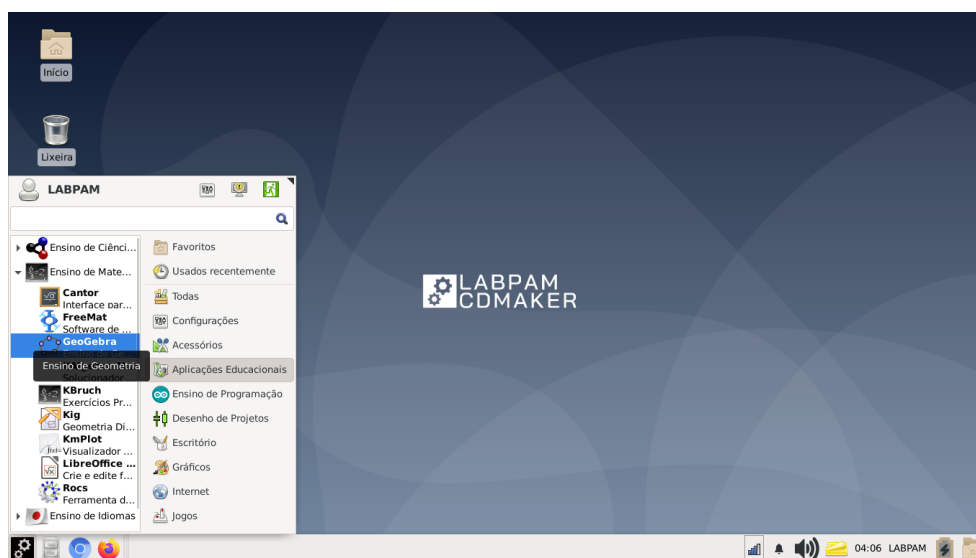 Início
Lixeira
LABPAM
Ensino de Ciênci...
Ensino de Mate...
Cantor
Interface par...
FreeMat
Software de ...
GeoGebra
Ensino de Geometria
KBruch
Exercícios Pr...
Kig
Geometria Di...
KmPlot
Visualizador ...
LibreOffice ...
Crie e edite f...
Rocs
Ferramenta d...
Ensino de Idiomas
Favoritos
Usados recentemente
Todas
Configurações
Acessórios
Aplicações Educacionais
Ensino de Programação
Desenho de Projetos
Escritório
Gráficos
Internet
Jogos
LABPAM
CDMAKER
04:06 LABPAM